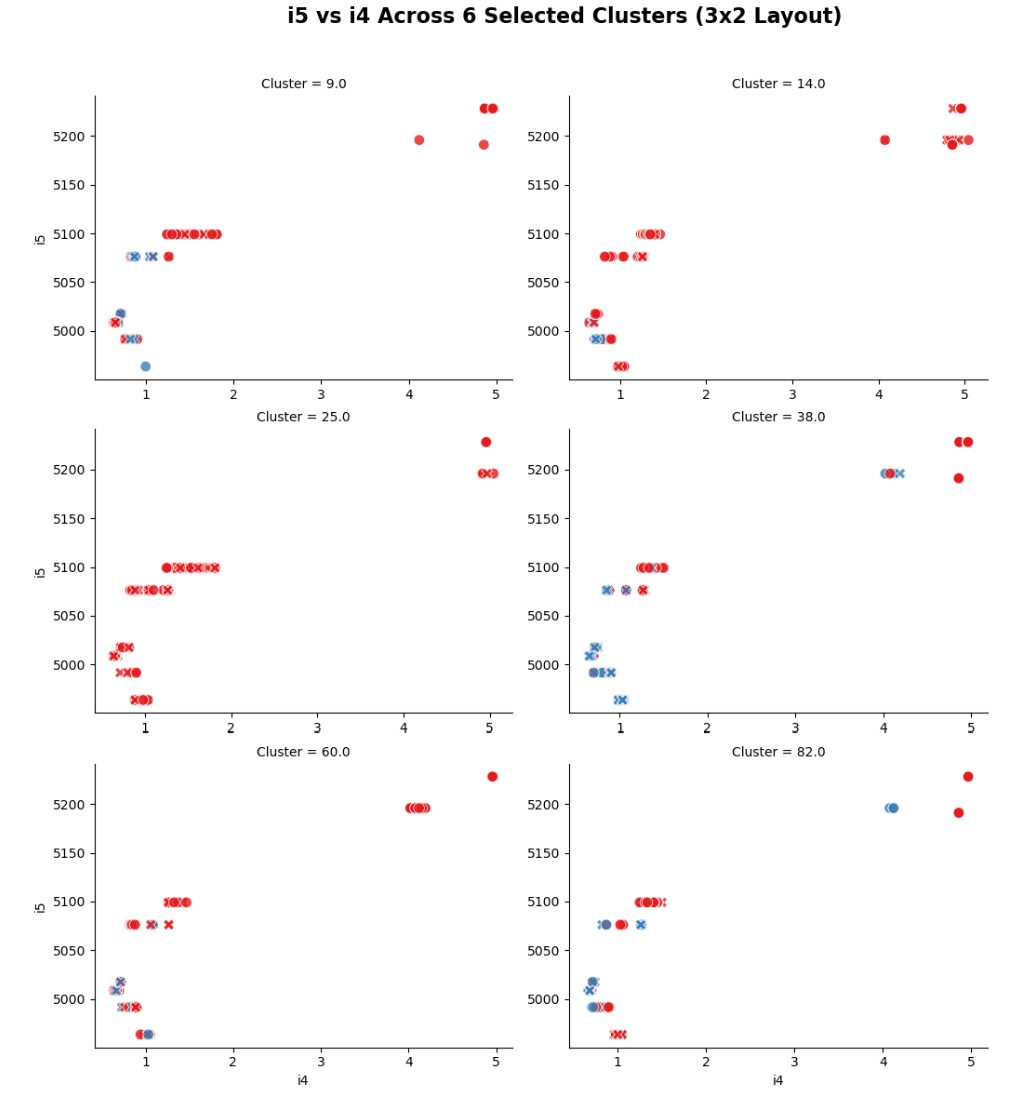 i5 vs i4 Across 6 Selected Clusters (3x2 Layout)
Cluster = 9.0
Cluster = 14.0
5200
5150
5100
5050
5000
i5
1 2 3 4 5
5200
5150
5100
5050
5000
1 2 3 4 5
Cluster = 25.0
Cluster = 38.0
5200
5150
5100
5050
5000
i5
1 2 3 4 5
5200
5150
5100
5050
5000
1 2 3 4 5
Cluster = 60.0
Cluster = 82.0
5200
5150
5100
5050
5000
i5
1 2 3 4 5
i4
5200
5150
5100
5050
5000
1 2 3 4 5
i4